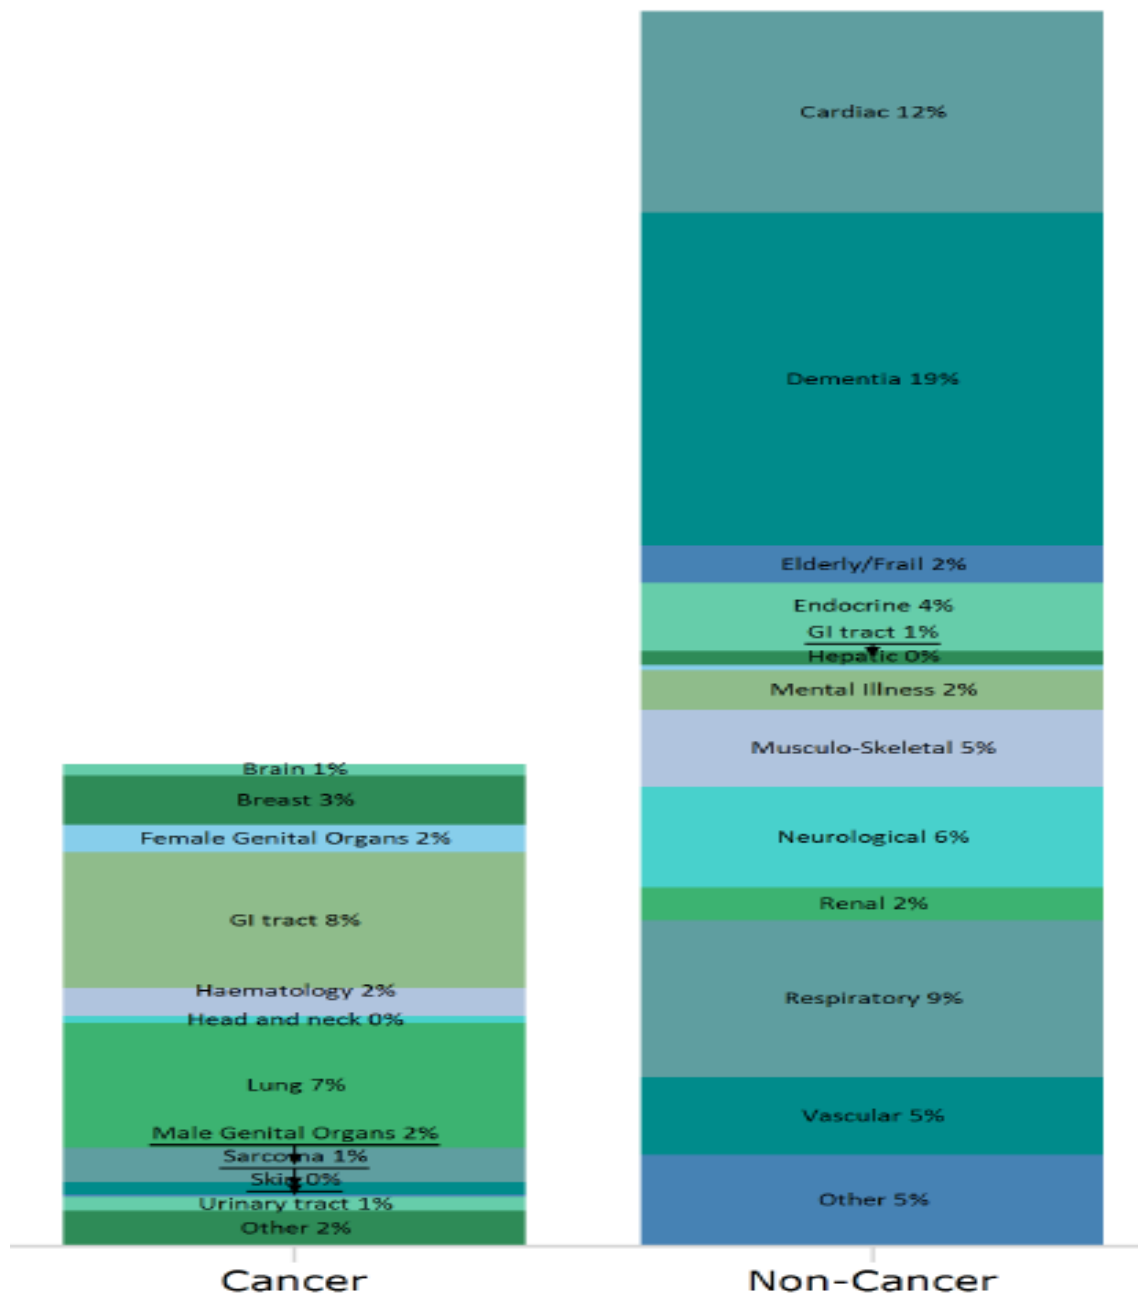 Cardiac 12%
Dementia 19%
Elderly/Frail 2%
Endocrine 4%
GI tract 1%
Hepatic 0%
Mental Illness 2%
Musculo-Skeletal 5%
Neurological 6%
Renal 2%
Respiratory 9%
Vascular 5%
Other 5%
Brain 1%
Breast 3%
Female Genital Organs 2%
GI tract 8%
Haematology 2%
Head and neck 0%
Lung 7%
Male Genital Organs 2%
Sarcoma 1%
Skin 0%
Urinary tract 1%
Other 2%
Cancer
Non-Cancer